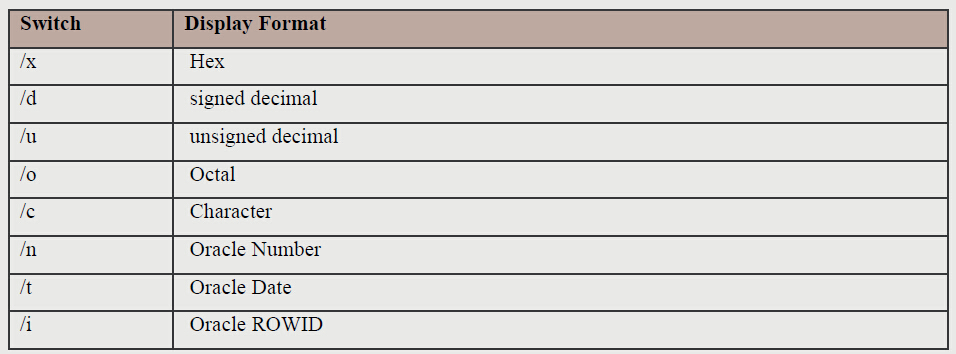 Switch Display Format
/x Hex
/d signed decimal
/u unsigned decimal
/o Octal
/c Character
/n Oracle Number
/t Oracle Date
/i Oracle ROWID